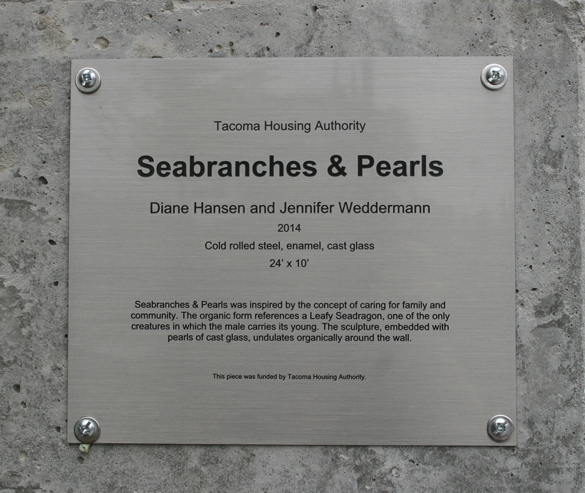 Tacoma Housing Authority
Seabranches & Pearls
Diane Hansen and Jennifer Weddermann
2014
Cold rolled steel, enamel, cast glass
24' x 10'
Seabranches & Pearls was inspired by the concept of caring for family and
community. The organic form references a Leafy Seadragon, one of the only
creatures in which the male carries its young. The sculpture, embedded with
pearls of cast glass, undulates organically around the wall.
This piece was funded by Tacoma Housing Authority.